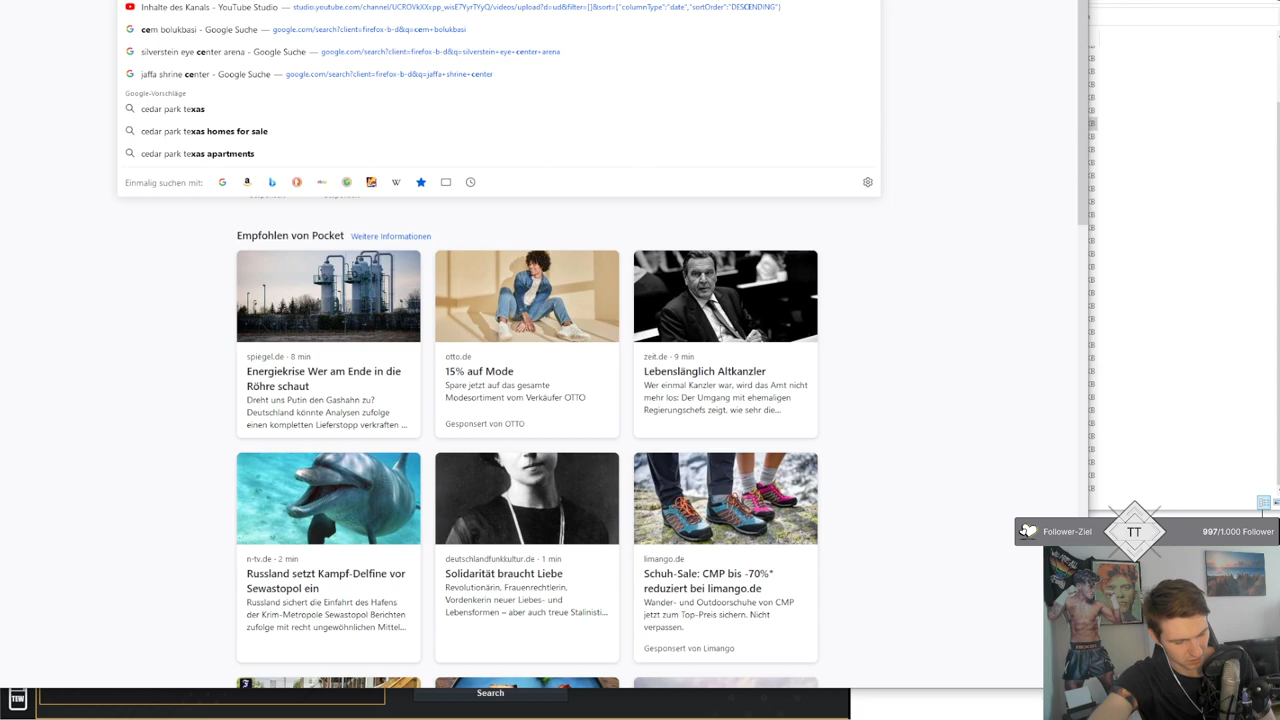 Inhalte des Kanals - YouTube Studio — studio.youtube.com/channel/UCROVkXXxpp_wisE7YyrTYyQ/videos/upload?d=ud&filter=[]&sort={"columnType":"date","sortOrder":"DESCENDING"}
cem bolukbasi - Google Suche — google.com/search?client=firefox-b-d&q=cem+bolukbasi
silverstein eye center arena - Google Suche — google.com/search?client=firefox-b-d&q=silverstein+eye+center+arena
jaffa shrine center - Google Suche — google.com/search?client=firefox-b-d&q=jaffa+shrine+center
Google-Vorschläge
cedar park texas
cedar park texas homes for sale
cedar park texas apartments
Einmalig suchen mit:
Empfohlen von Pocket Weitere Informationen
spiegel.de · 8 min
Energiekrise Wer am Ende in die
Röhre schaut
Dreht uns Putin den Gashahn zu?
Deutschland könnte Analysen zufolge
einen kompletten Lieferstopp verkraften ...
otto.de
15% auf Mode
Spare jetzt auf das gesamte
Modesortiment vom Verkäufer OTTO
Gesponsert von OTTO
zeit.de · 9 min
Lebenslänglich Altkanzler
Wer einmal Kanzler war, wird das Amt nicht
mehr los: Der Umgang mit ehemaligen
Regierungschefs zeigt, wie sehr die...
n-tv.de · 2 min
Russland setzt Kampf-Delfine vor
Sewastopol ein
Russland sichert die Einfahrt des Hafens
der Krim-Metropole Sewastopol Berichten
zufolge mit recht ungewöhnlichen Mittel...
deutschlandfunkkultur.de · 1 min
Solidarität braucht Liebe
Revolutionärin, Frauenrechtlerin,
Vordenkerin neuer Liebes- und
Lebensformen – aber auch treue Stalinisti...
limango.de
Schuh-Sale: CMP bis -70%*
reduziert bei limango.de
Wander- und Outdoorschuhe von CMP
jetzt zum Top-Preis sichern. Nicht
verpassen.
Gesponsert von Limango
Follower-Ziel
TT
997/1.000 Follower
TEW
Search